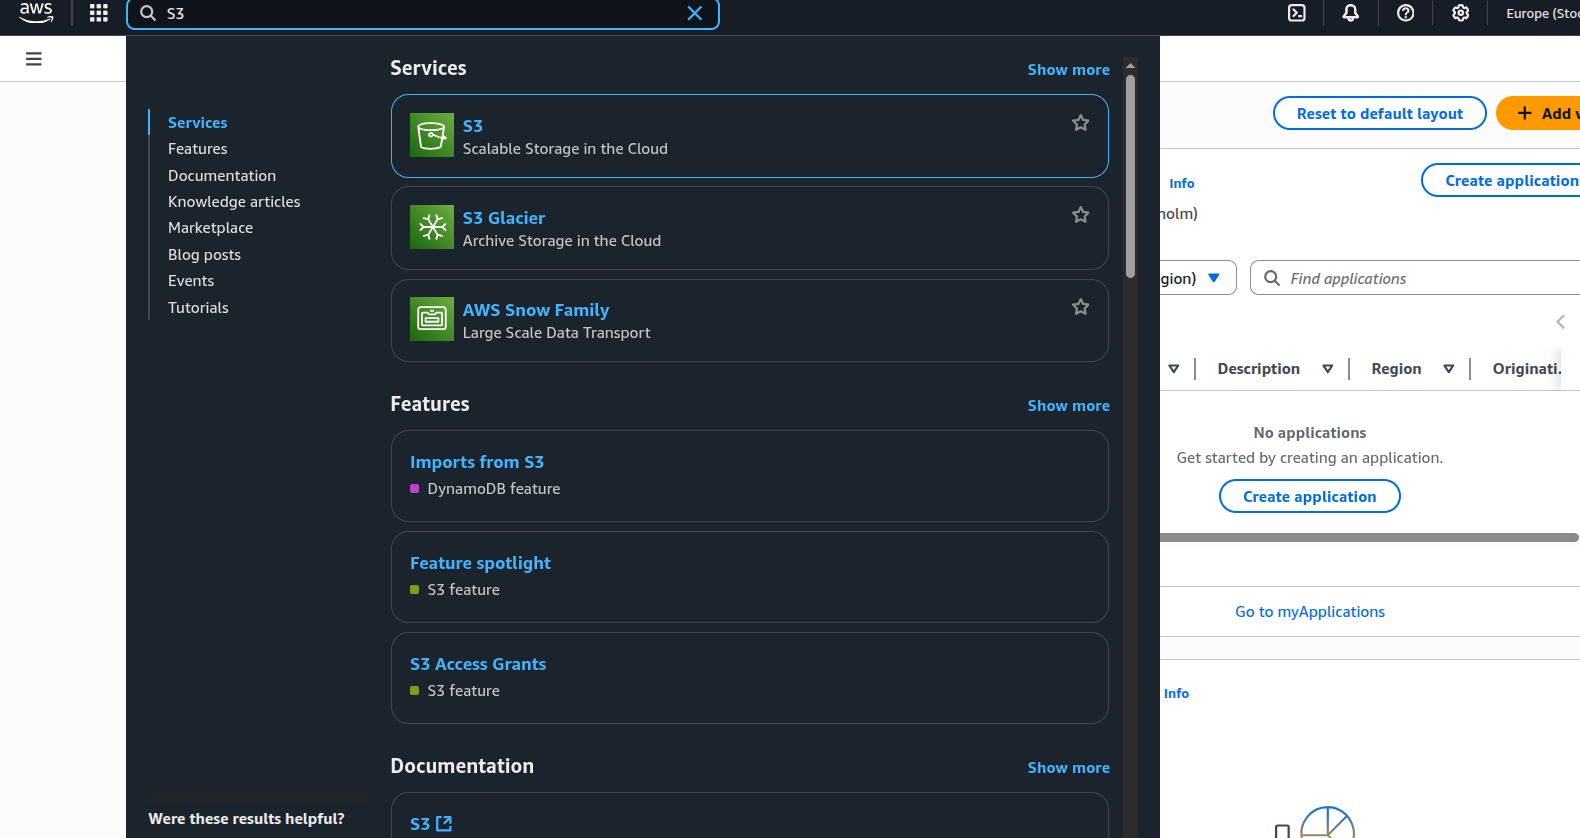 aws
S3
Europe (Stoc
Services
Show more
Services
Features
Documentation
Knowledge articles
Marketplace
Blog posts
Events
Tutorials
S3
Scalable Storage in the Cloud
S3 Glacier
Archive Storage in the Cloud
AWS Snow Family
Large Scale Data Transport
Features
Show more
Imports from S3
DynamoDB feature
Feature spotlight
S3 feature
S3 Access Grants
S3 feature
Documentation
Show more
S3
Were these results helpful?
Reset to default layout
Add w
Info
Create application
holm)
gion)
Find applications
Description
Region
Originati.
No applications
Get started by creating an application.
Create application
Go to myApplications
Info